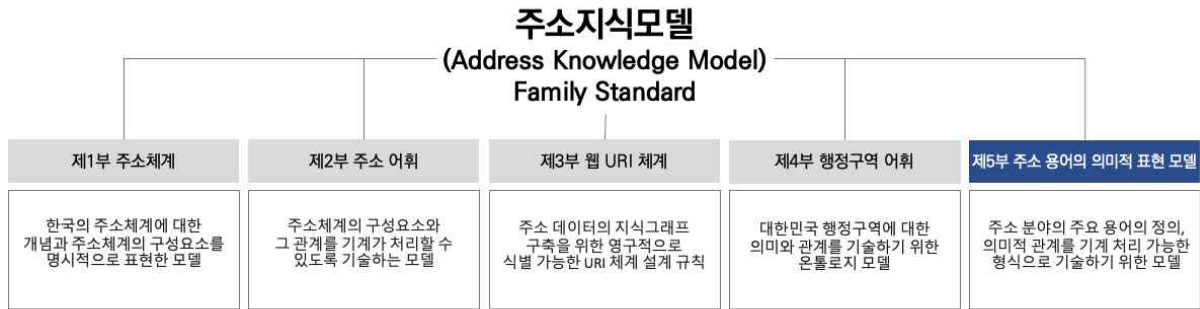 주소지식모델
(Address Knowledge Model)
Family Standard
제1부 주소체계
제2부 주소 어휘
제3부 웹 URI 체계
제4부 행정구역 어휘
제5부 주소 용어의 의미적 표현 모델
한국의 주소체계에 대한
개념과 주소체계의 구성요소를
명시적으로 표현한 모델
주소체계의 구성요소와
그 관계를 기계가 처리할 수
있도록 기술하는 모델
주소 데이터의 지식그래프
구축을 위한 영구적으로
식별 가능한 URI 체계 설계 규칙
대한민국 행정구역에 대한
의미와 관계를 기술하기 위한
온톨로지 모델
주소 분야의 주요 용어의 정의,
의미적 관계를 기계 처리 가능한
형식으로 기술하기 위한 모델